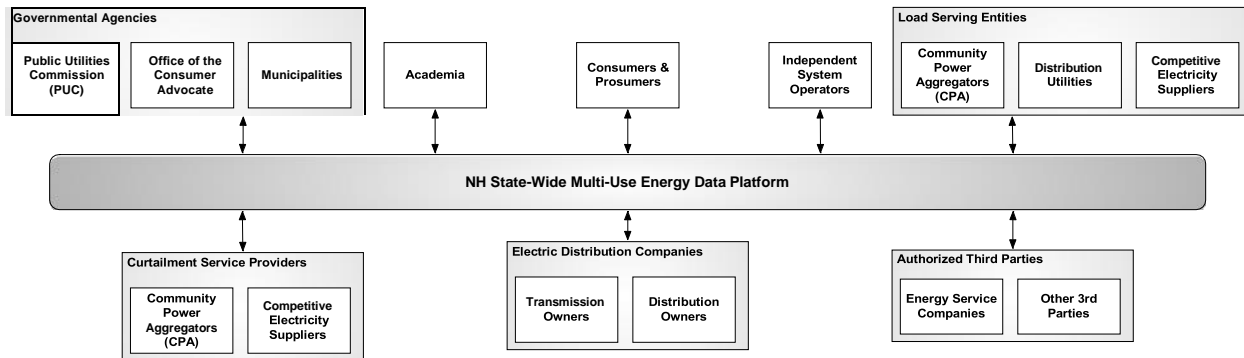 Governmental Agencies
Public Utilities
Commission
(PUC)
Office of the
Consumer
Advocate
Municipalities
Academia
Consumers &
Prosumers
Independent
System
Operators
Load Serving Entities
Community
Power
Aggregators
(CPA)
Distribution
Utilities
Competitive
Electricity
Suppliers
NH State-Wide Multi-Use Energy Data Platform
Curtailment Service Providers
Community
Power
Aggregators
(CPA)
Competitive
Electricity
Suppliers
Electric Distribution Companies
Transmission
Owners
Distribution
Owners
Authorized Third Parties
Energy Service
Companies
Other 3rd
Parties